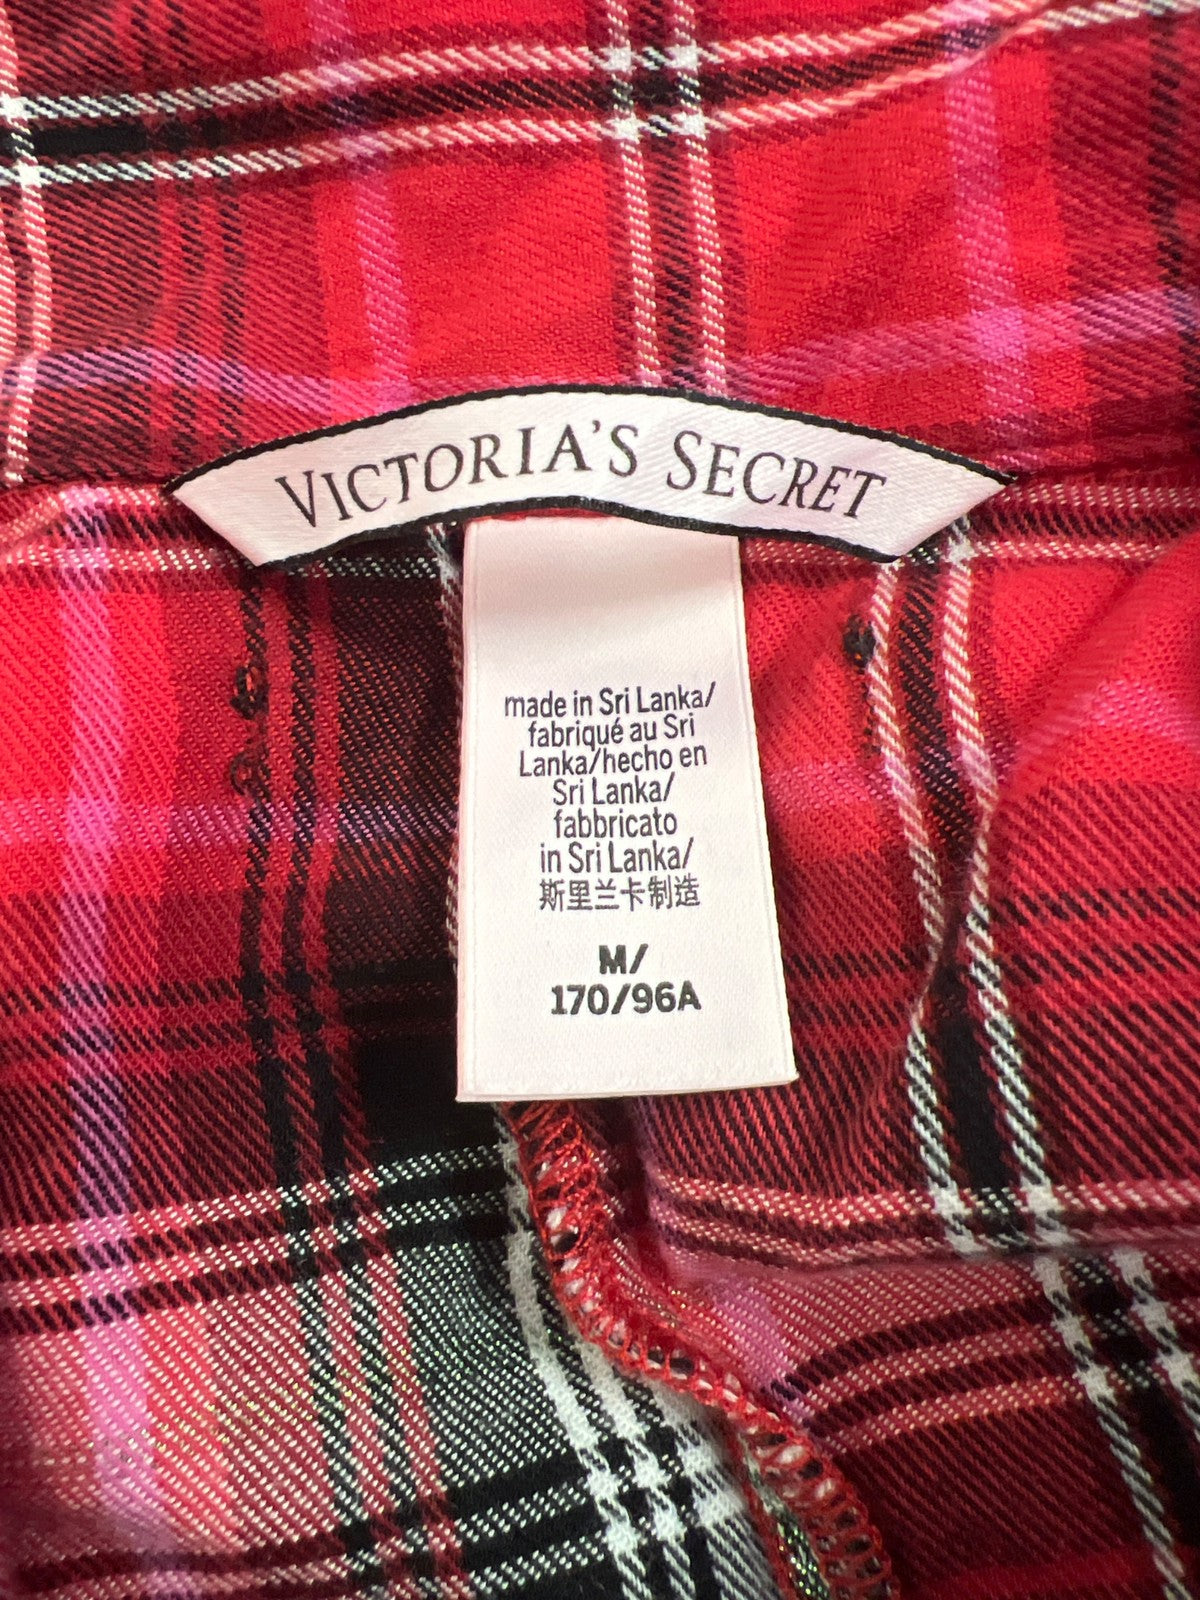 VICTORIA'S SECRET
made in Sri Lanka/
fabriqué au Sri
Lanka/hecho en
Sri Lanka/
fabbricato
in Sri Lanka/
斯里兰卡制造
M/
170/96A